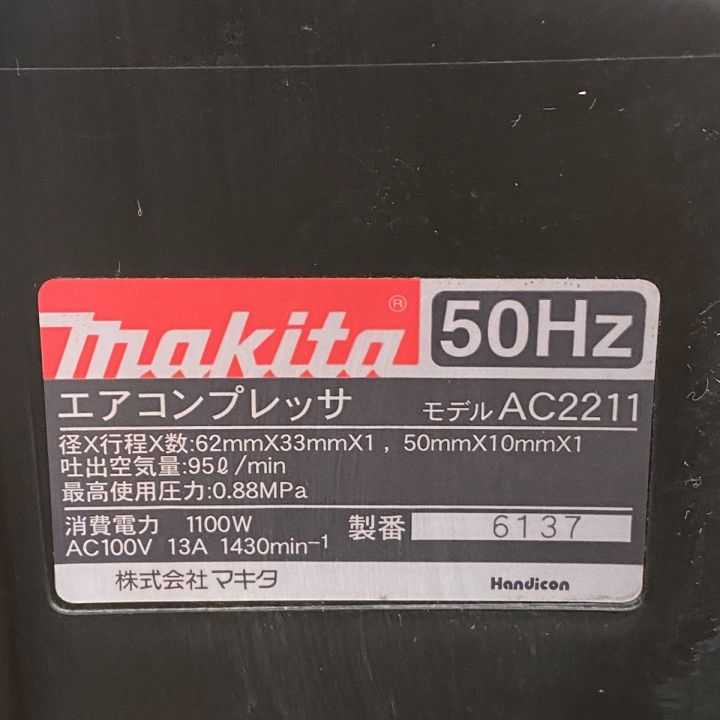 makita® 50Hz
エアコンプレッサ モデル AC2211
径X行程X数:62mmX33mmX1 , 50mmX10mmX1
吐出空気量:95ℓ/min
最高使用圧力:0.88MPa
消費電力 1100W 製番 6137
AC100V 13A 1430min⁻¹
株式会社マキタ Handicon